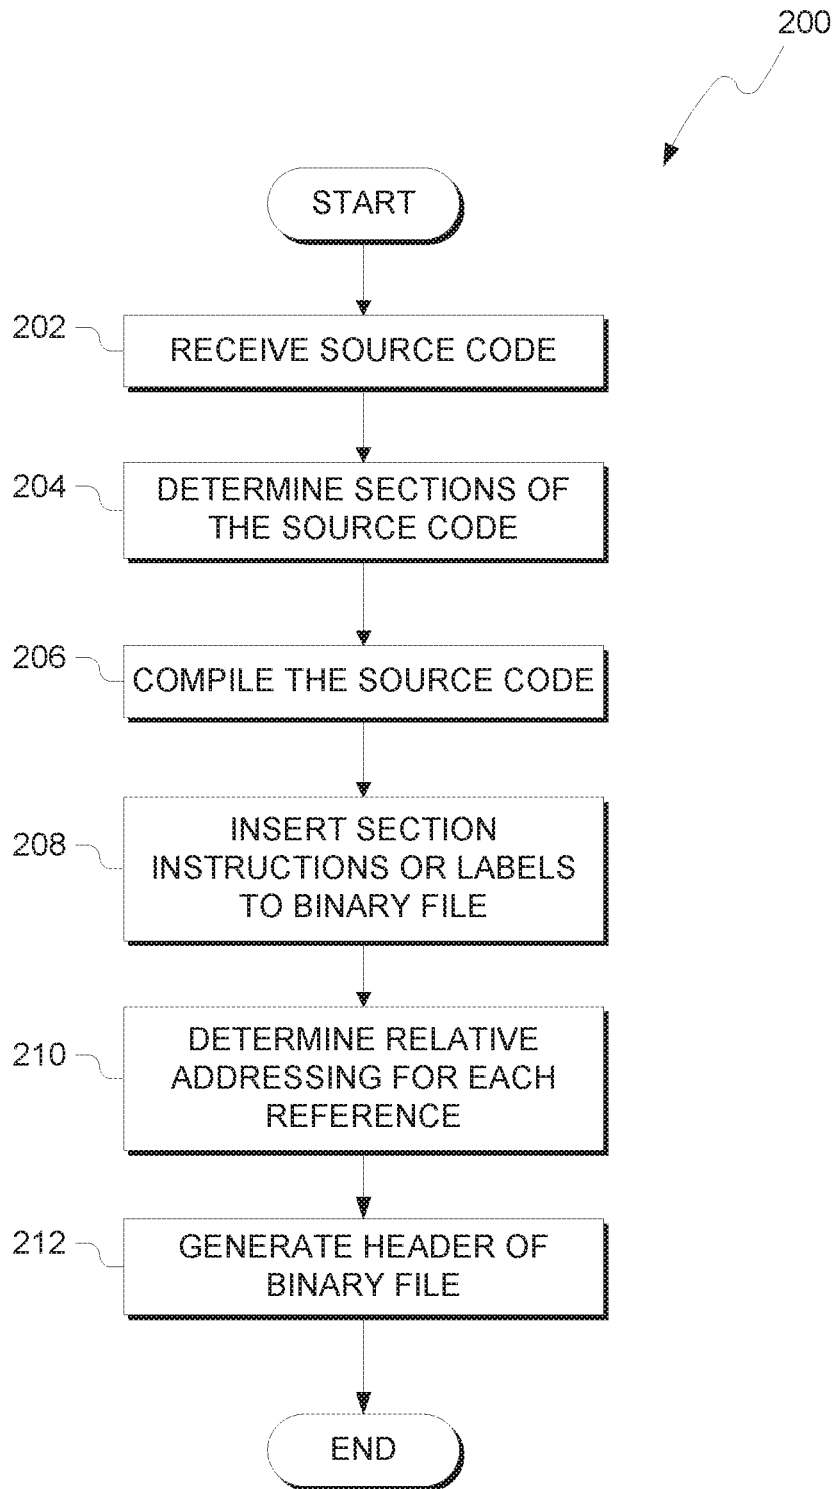 200
START
202
RECEIVE SOURCE CODE
204
DETERMINE SECTIONS OF
THE SOURCE CODE
206
COMPILE THE SOURCE CODE
208
INSERT SECTION
INSTRUCTIONS OR LABELS
TO BINARY FILE
210
DETERMINE RELATIVE
ADDRESSING FOR EACH
REFERENCE
212
GENERATE HEADER OF
BINARY FILE
END